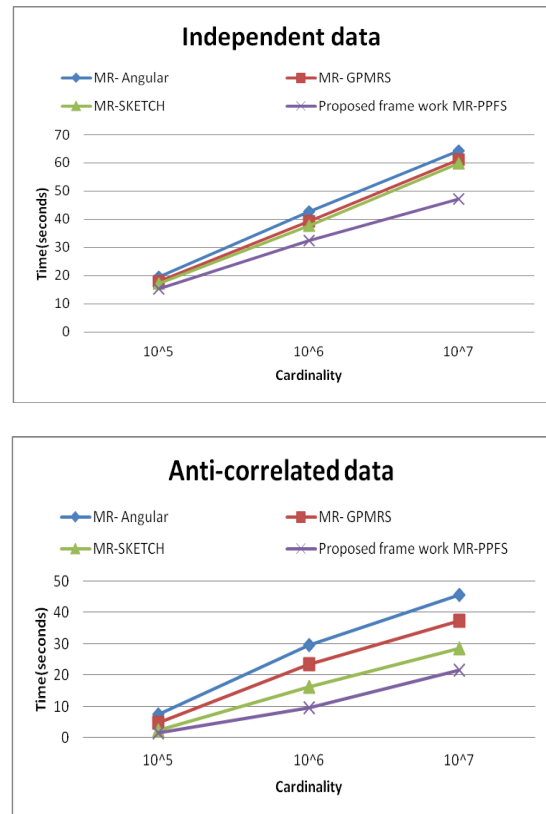 Independent data
MR- Angular
MR- GPMRS
MR-SKETCH
Proposed frame work MR-PPFS
70
60
50
40
30
20
10
0
Time(seconds)
10^5
10^6
10^7
Cardinality
Anti-correlated data
MR- Angular
MR- GPMRS
MR-SKETCH
Proposed frame work MR-PPFS
50
40
30
20
10
0
Time(seconds)
10^5
10^6
10^7
Cardinality